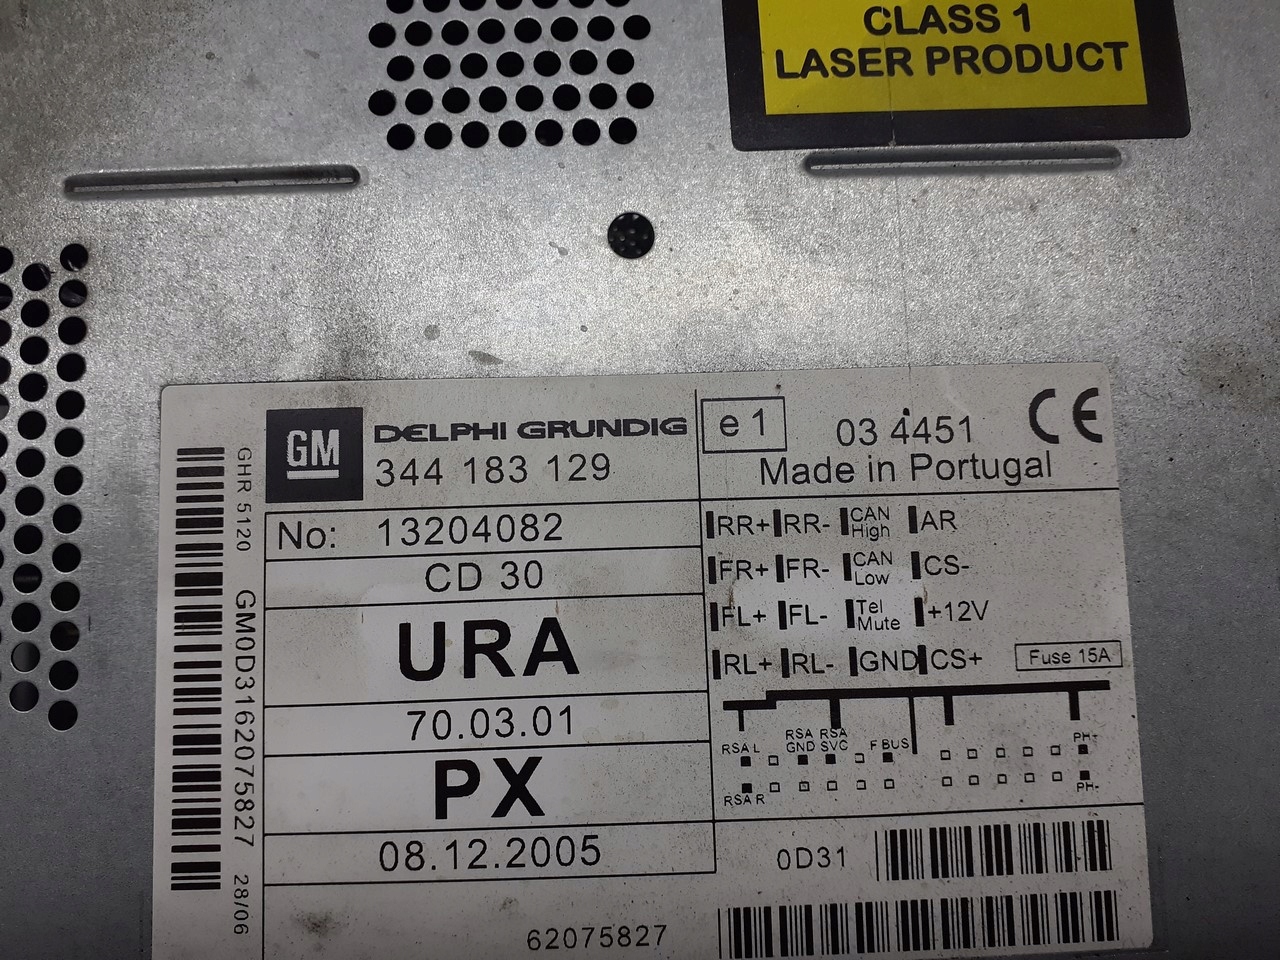 CLASS 1
LASER PRODUCT
GM
DELPHI GRUNDIG
344 183 129
e1
03 4451
CE
Made in Portugal
No: 13204082
CD 30
URA
70.03.01
PX
08.12.2005
62075827
GHR 5120 GM0D3162075827 28/06
RR+ RR- CAN High AR
FR+ FR- CAN Low CS-
FL+ FL- Tel Mute +12V
RL+ RL- GND CS+ Fuse 15A
RSA L RSA GND RSA SVC F BUS PH+
RSA R PH-
0D31